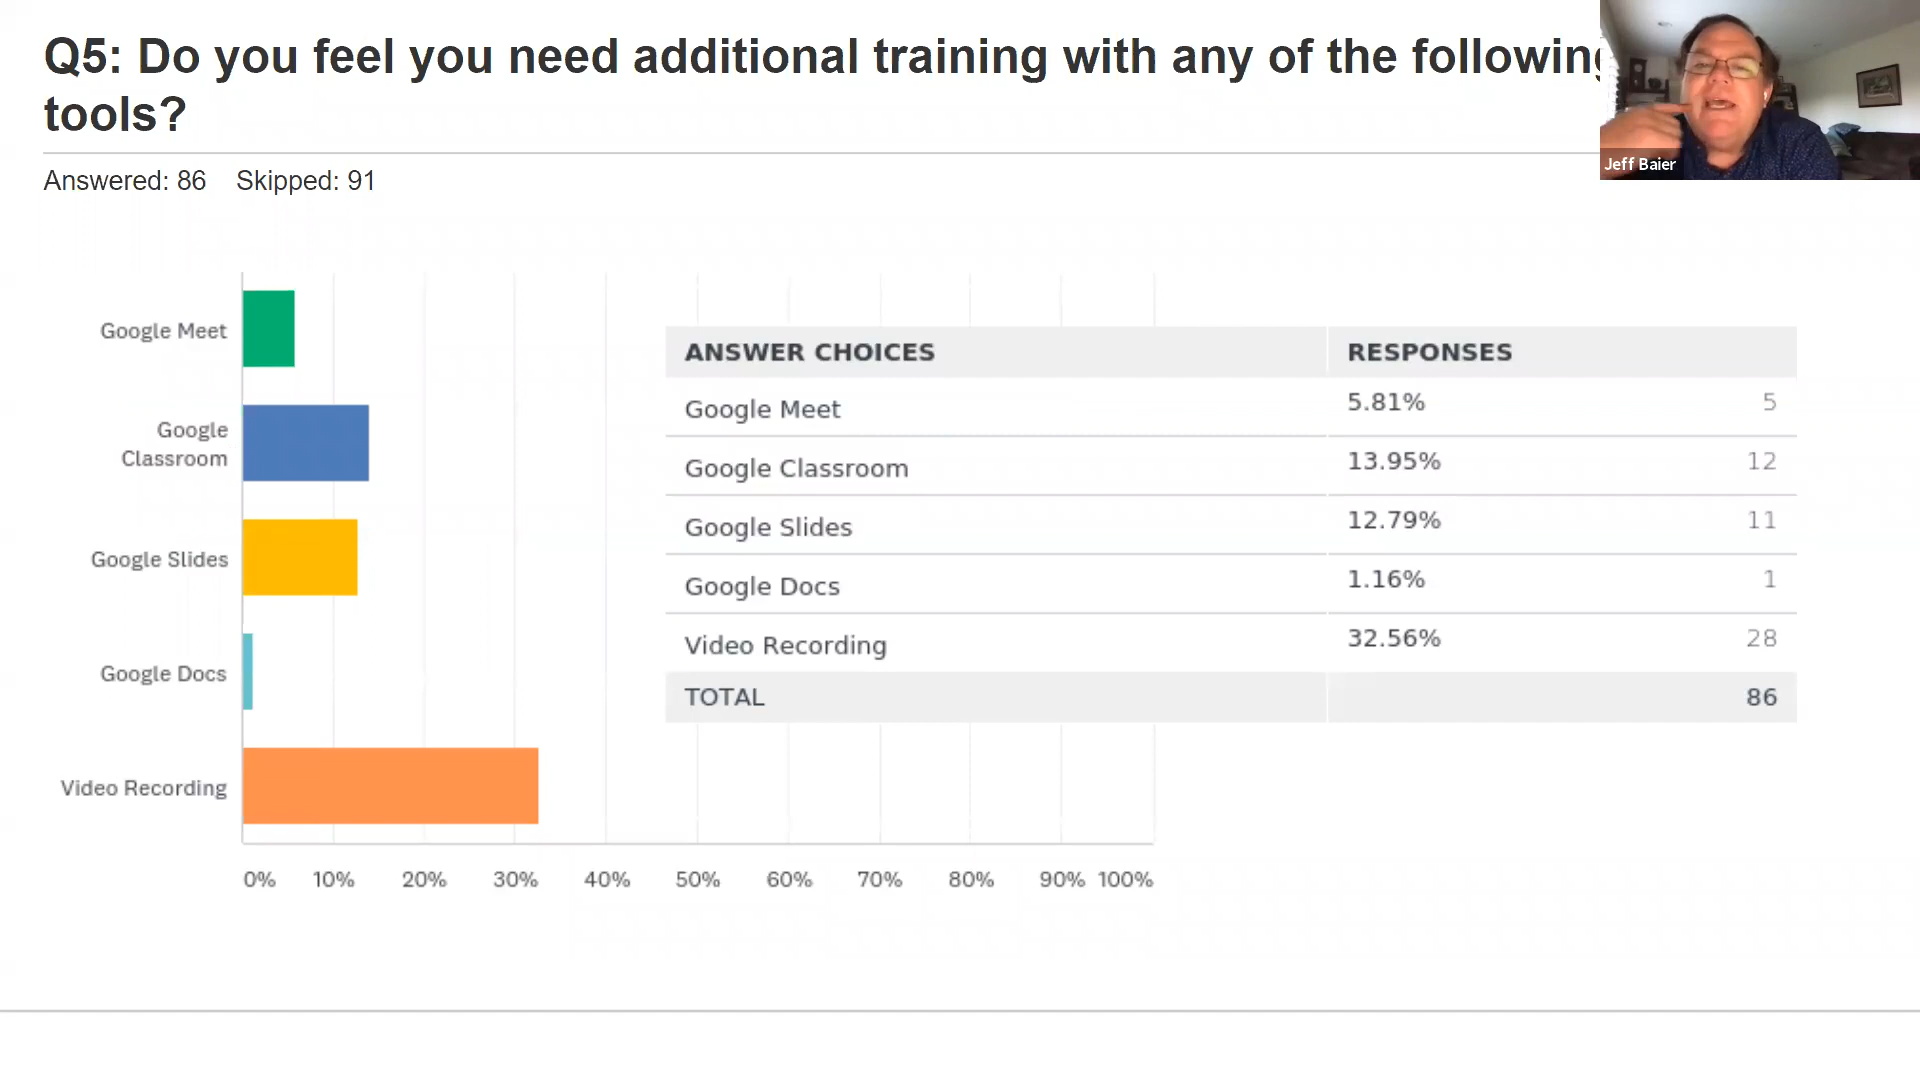 Q5: Do you feel you need additional training with any of the following
tools?
Jeff Baier
Answered: 86 Skipped: 91
Google Meet
Google
Classroom
Google Slides
Google Docs
Video Recording
0% 10% 20% 30% 40% 50% 60% 70% 80% 90% 100%
ANSWER CHOICES RESPONSES
Google Meet 5.81% 5
Google Classroom 13.95% 12
Google Slides 12.79% 11
Google Docs 1.16% 1
Video Recording 32.56% 28
TOTAL 86